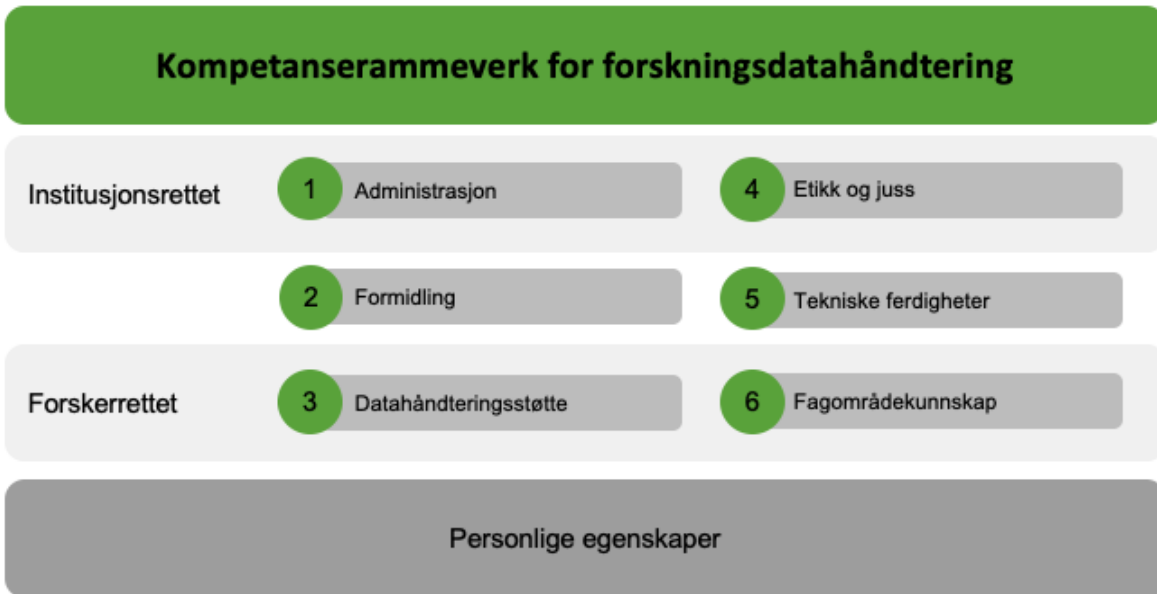 Kompetanserammeverk for forskningsdatahåndtering
Institusjonsrettet
1 Administrasjon
4 Etikk og juss
2 Formidling
5 Tekniske ferdigheter
Forskerrettet
3 Datahåndteringsstøtte
6 Fagområdekunnskap
Personlige egenskaper